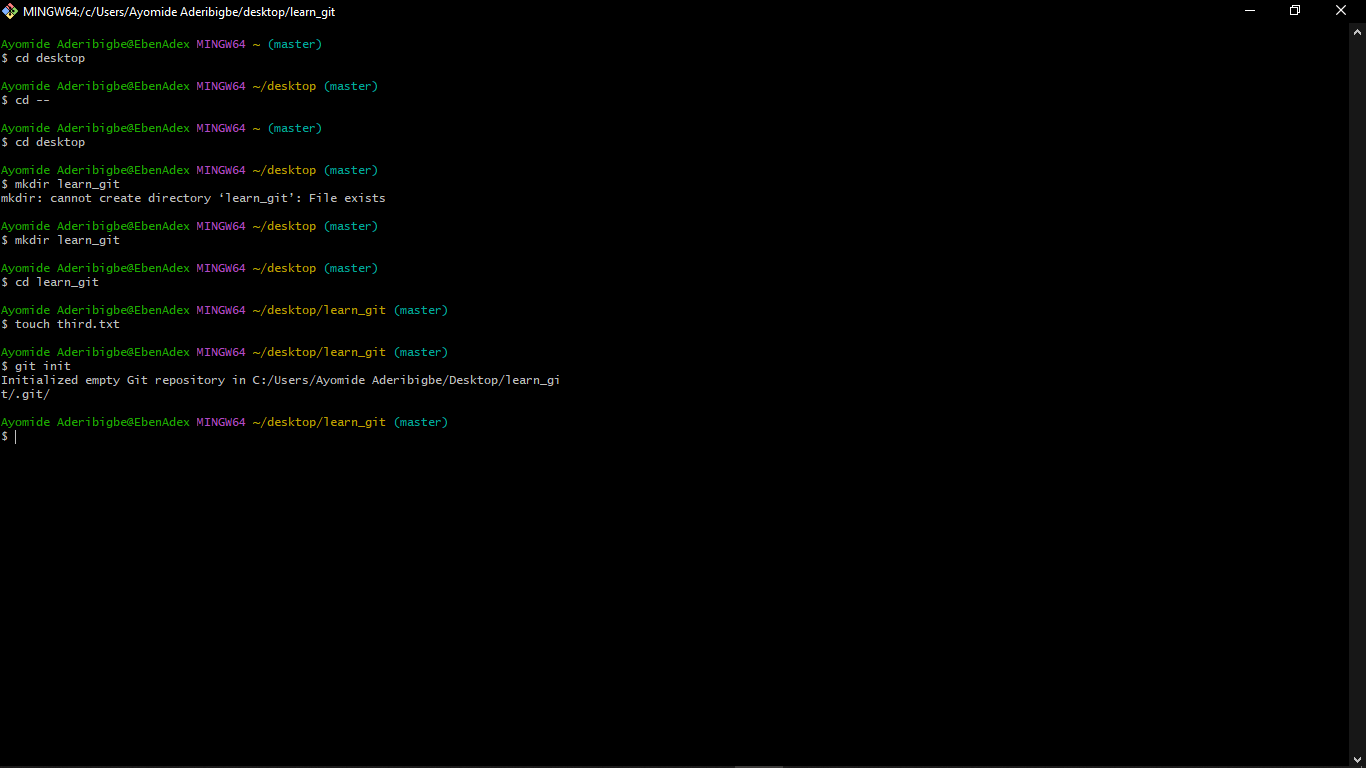 MINGW64:/c/Users/Ayomide Aderibigbe/desktop/learn_git
Ayomide Aderibigbe@EbenAdex MINGW64 ~ (master)
$ cd desktop
Ayomide Aderibigbe@EbenAdex MINGW64 ~/desktop (master)
$ cd --
Ayomide Aderibigbe@EbenAdex MINGW64 ~ (master)
$ cd desktop
Ayomide Aderibigbe@EbenAdex MINGW64 ~/desktop (master)
$ mkdir learn_git
mkdir: cannot create directory ‘learn_git’: File exists
Ayomide Aderibigbe@EbenAdex MINGW64 ~/desktop (master)
$ mkdir learn_git
Ayomide Aderibigbe@EbenAdex MINGW64 ~/desktop (master)
$ cd learn_git
Ayomide Aderibigbe@EbenAdex MINGW64 ~/desktop/learn_git (master)
$ touch third.txt
Ayomide Aderibigbe@EbenAdex MINGW64 ~/desktop/learn_git (master)
$ git init
Initialized empty Git repository in C:/Users/Ayomide Aderibigbe/Desktop/learn_gi
t/.git/
Ayomide Aderibigbe@EbenAdex MINGW64 ~/desktop/learn_git (master)
$